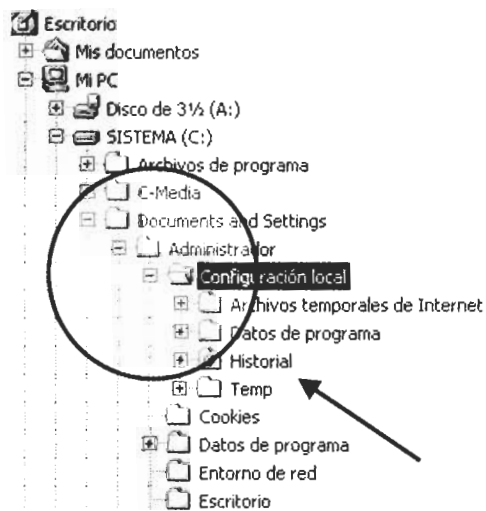 Escritorio
Mis documentos
Mi PC
Disco de 3½ (A:)
SISTEMA (C:)
Archivos de programa
C-Media
Documents and Settings
Administrador
Configuración local
Archivos temporales de Internet
Datos de programa
Historial
Temp
Cookies
Datos de programa
Entorno de red
Escritorio